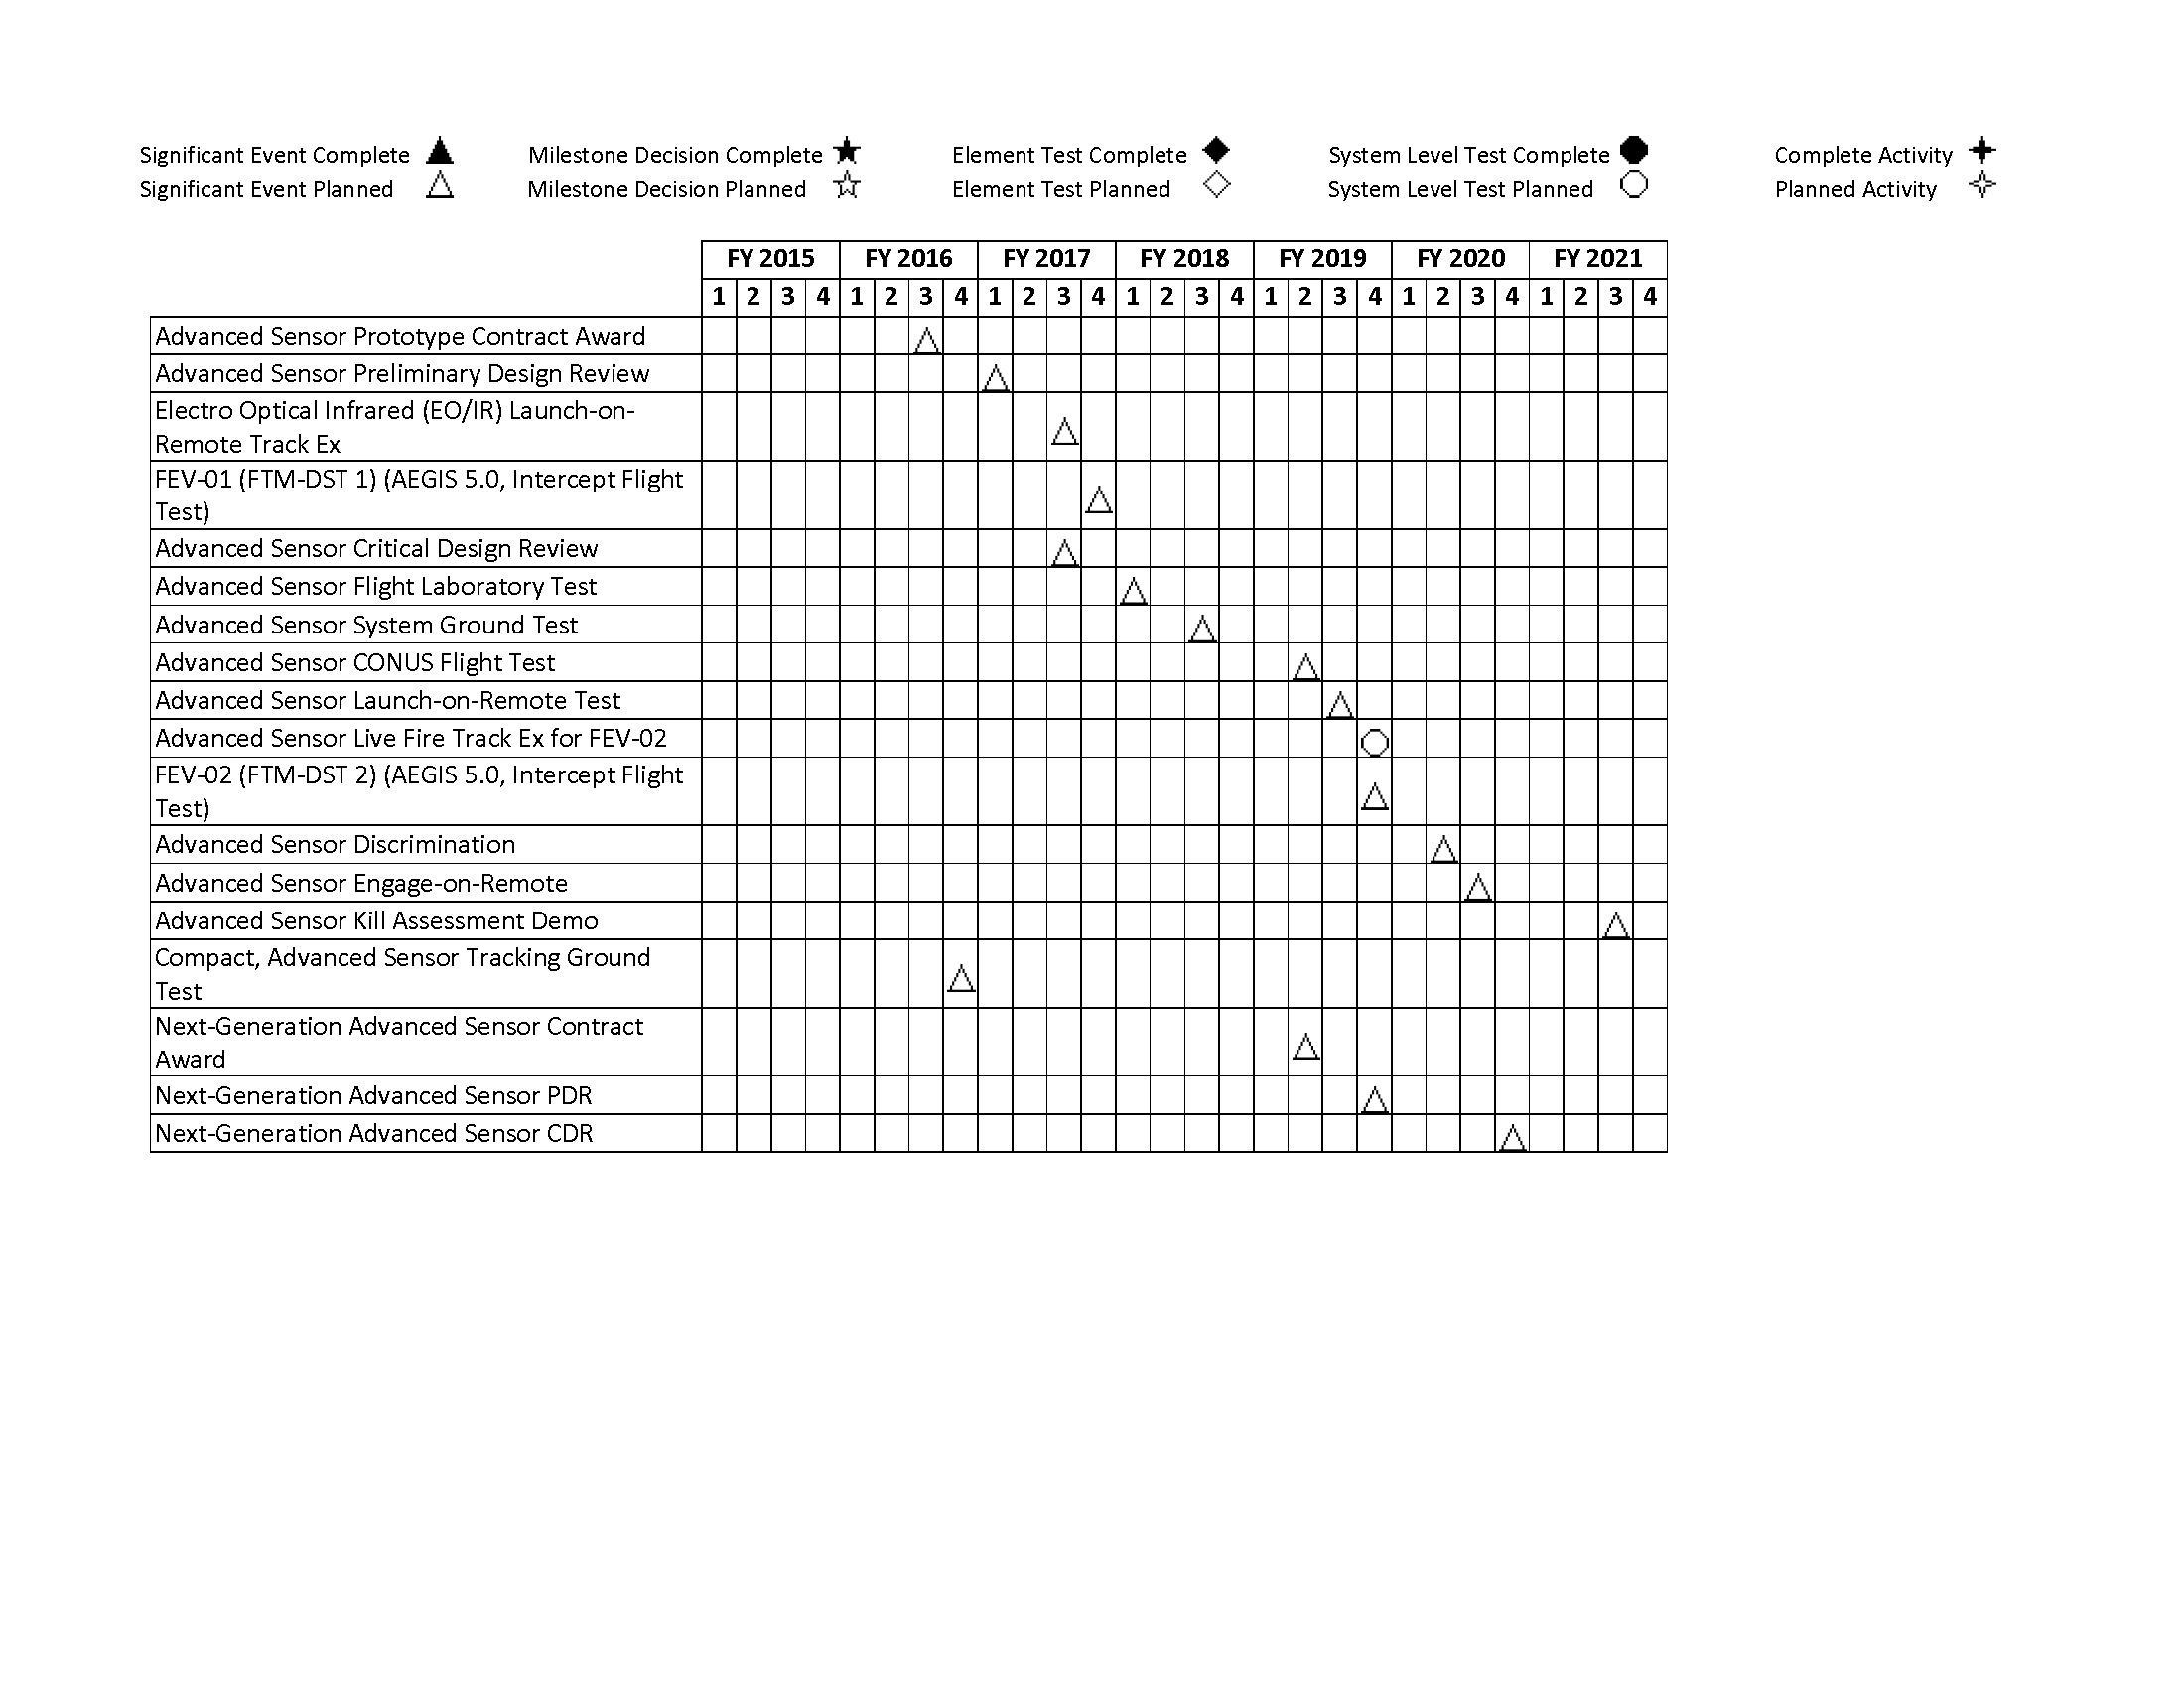 Significant Event Complete Milestone Decision Complete Element Test Complete System Level Test Complete Complete Activity
Significant Event Planned Milestone Decision Planned Element Test Planned System Level Test Planned Planned Activity
FY 2015 FY 2016 FY 2017 FY 2018 FY 2019 FY 2020 FY 2021
1 2 3 4 1 2 3 4 1 2 3 4 1 2 3 4 1 2 3 4 1 2 3 4 1 2 3 4
Advanced Sensor Prototype Contract Award
Advanced Sensor Preliminary Design Review
Electro Optical Infrared (EO/IR) Launch-on-
Remote Track Ex
FEV-01 (FTM-DST 1) (AEGIS 5.0, Intercept Flight
Test)
Advanced Sensor Critical Design Review
Advanced Sensor Flight Laboratory Test
Advanced Sensor System Ground Test
Advanced Sensor CONUS Flight Test
Advanced Sensor Launch-on-Remote Test
Advanced Sensor Live Fire Track Ex for FEV-02
FEV-02 (FTM-DST 2) (AEGIS 5.0, Intercept Flight
Test)
Advanced Sensor Discrimination
Advanced Sensor Engage-on-Remote
Advanced Sensor Kill Assessment Demo
Compact, Advanced Sensor Tracking Ground
Test
Next-Generation Advanced Sensor Contract
Award
Next-Generation Advanced Sensor PDR
Next-Generation Advanced Sensor CDR